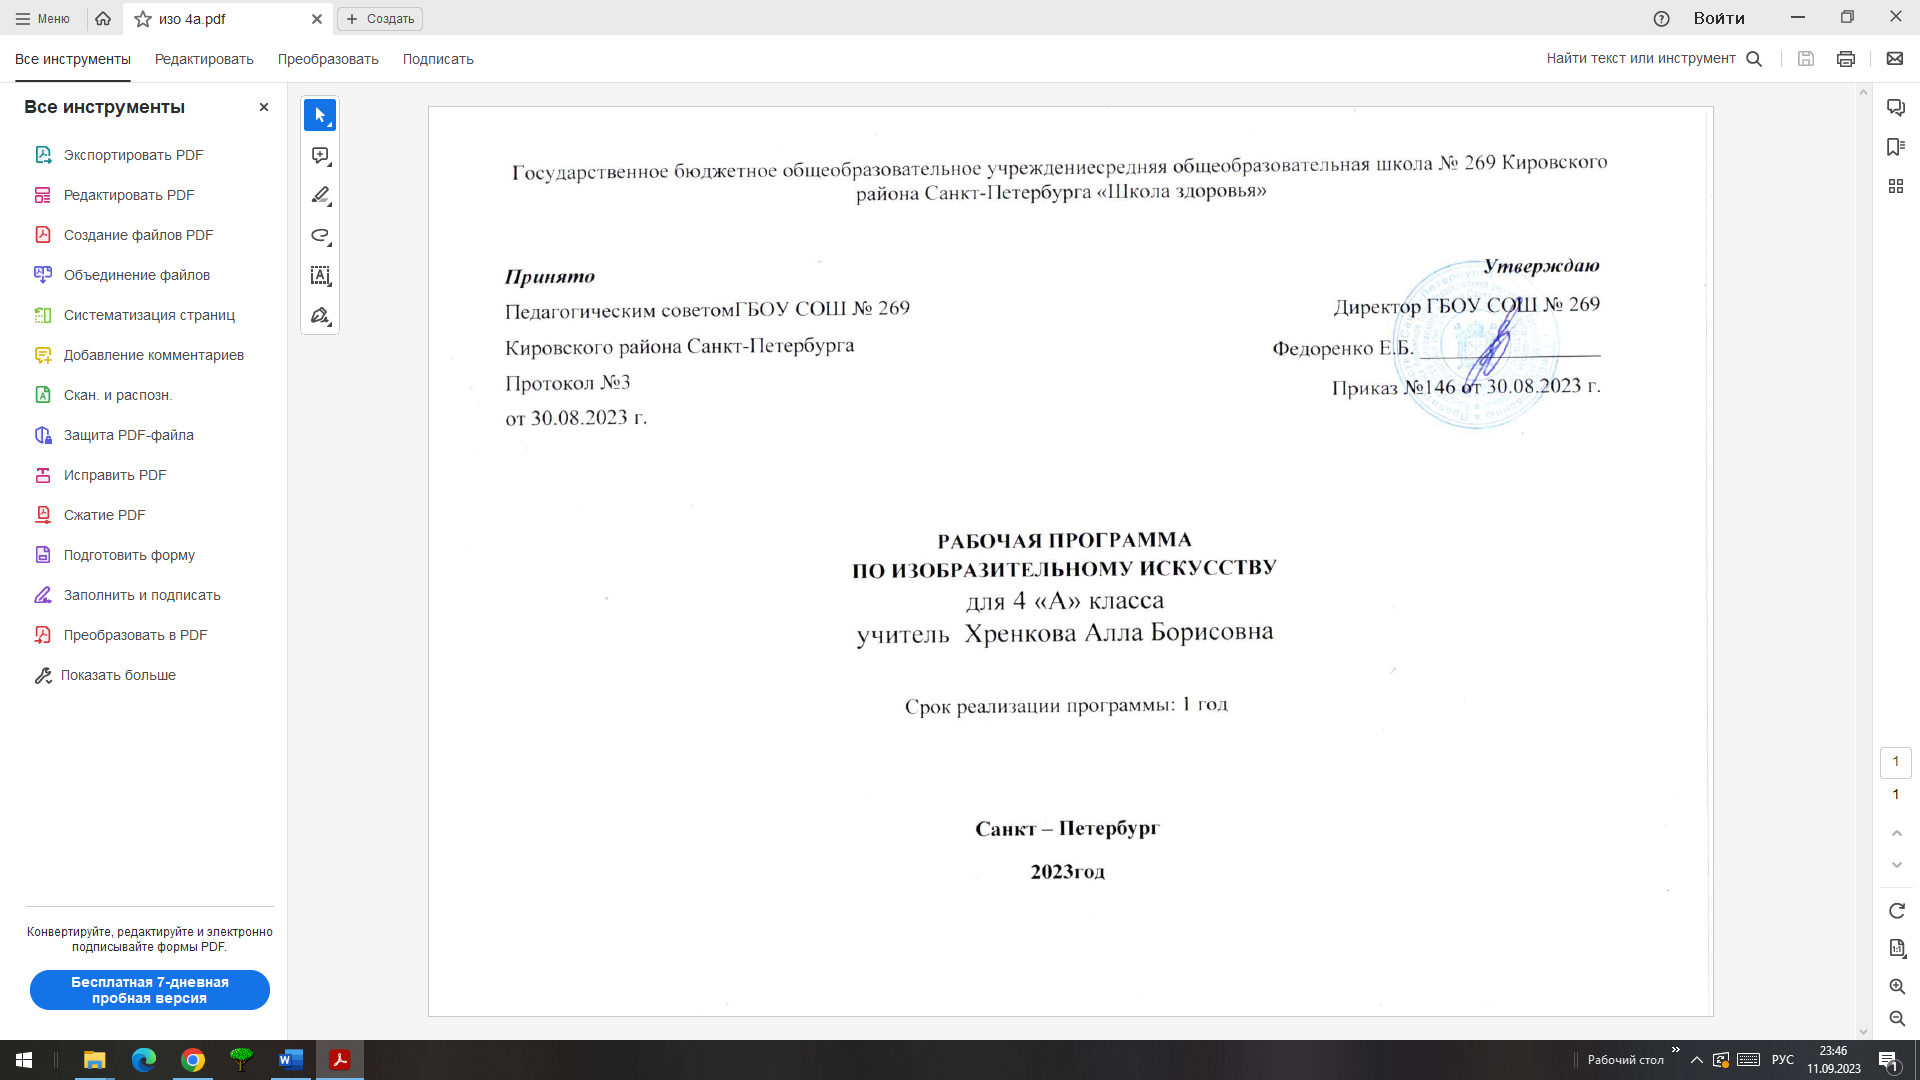 Меню
изо 4а.pdf
Создать
Войти
Все инструменты
Редактировать
Преобразовать
Подписать
Найти текст или инструмент
Все инструменты
Экспортировать PDF
Редактировать PDF
Создание файлов PDF
Объединение файлов
Систематизация страниц
Добавление комментариев
Скан. и распозн.
Защита PDF-файла
Исправить PDF
Сжатие PDF
Подготовить форму
Заполнить и подписать
Преобразовать в PDF
Показать больше
Конвертируйте, редактируйте и электронно
подписывайте формы PDF.
Бесплатная 7-дневная
пробная версия
Государственное бюджетное общеобразовательное учреждениесредняя общеобразовательная школа № 269 Кировского
района Санкт-Петербурга «Школа здоровья»
Принято
Педагогическим советомГБОУ СОШ № 269
Кировского района Санкт-Петербурга
Протокол №3
от 30.08.2023 г.
Утверждаю
Директор ГБОУ СОШ № 269
Федоренко Е.Б.
Приказ №146 от 30.08.2023 г.
РАБОЧАЯ ПРОГРАММА
ПО ИЗОБРАЗИТЕЛЬНОМУ ИСКУССТВУ
для 4 «А» класса
учитель Хренкова Алла Борисовна
Срок реализации программы: 1 год
Санкт – Петербург
2023год
1
1
Рабочий стол
РУС
23:46
11.09.2023
1